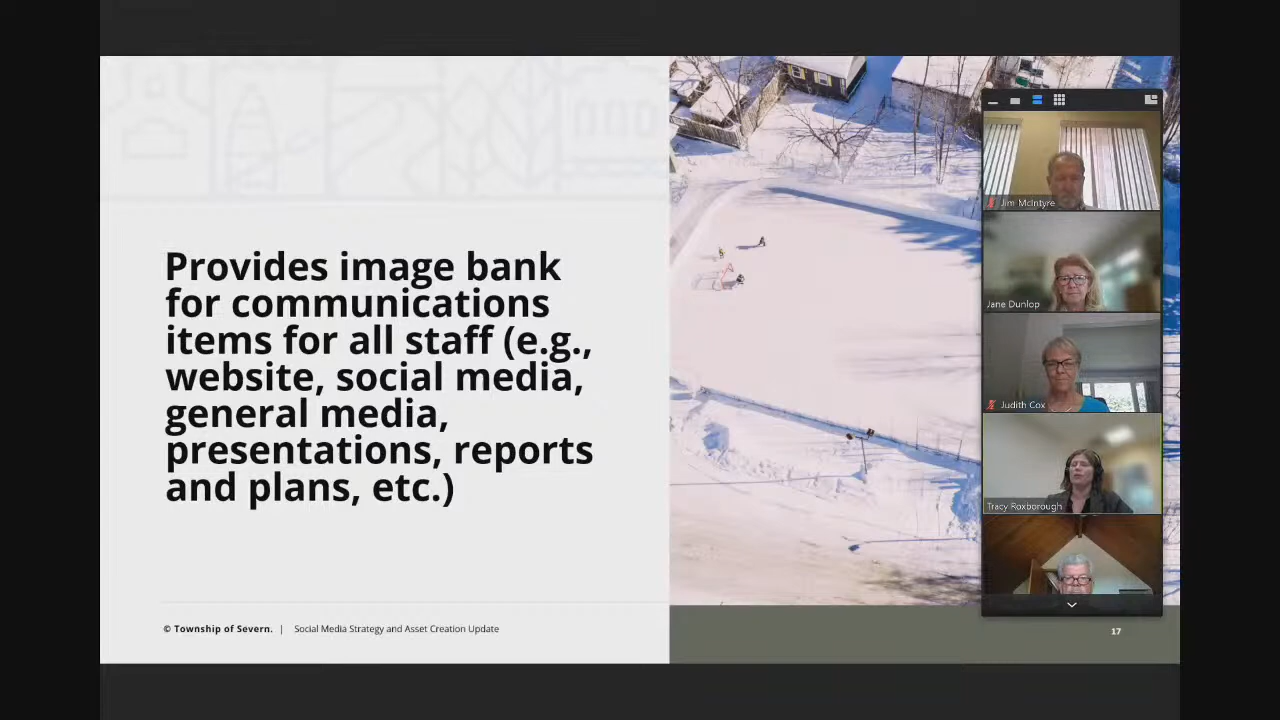 Provides image bank
for communications
items for all staff (e.g.,
website, social media,
general media,
presentations, reports
and plans, etc.)
© Township of Severn. | Social Media Strategy and Asset Creation Update
17
Jim McIntyre
Jane Dunlop
Judith Cox
Tracy Roxborough